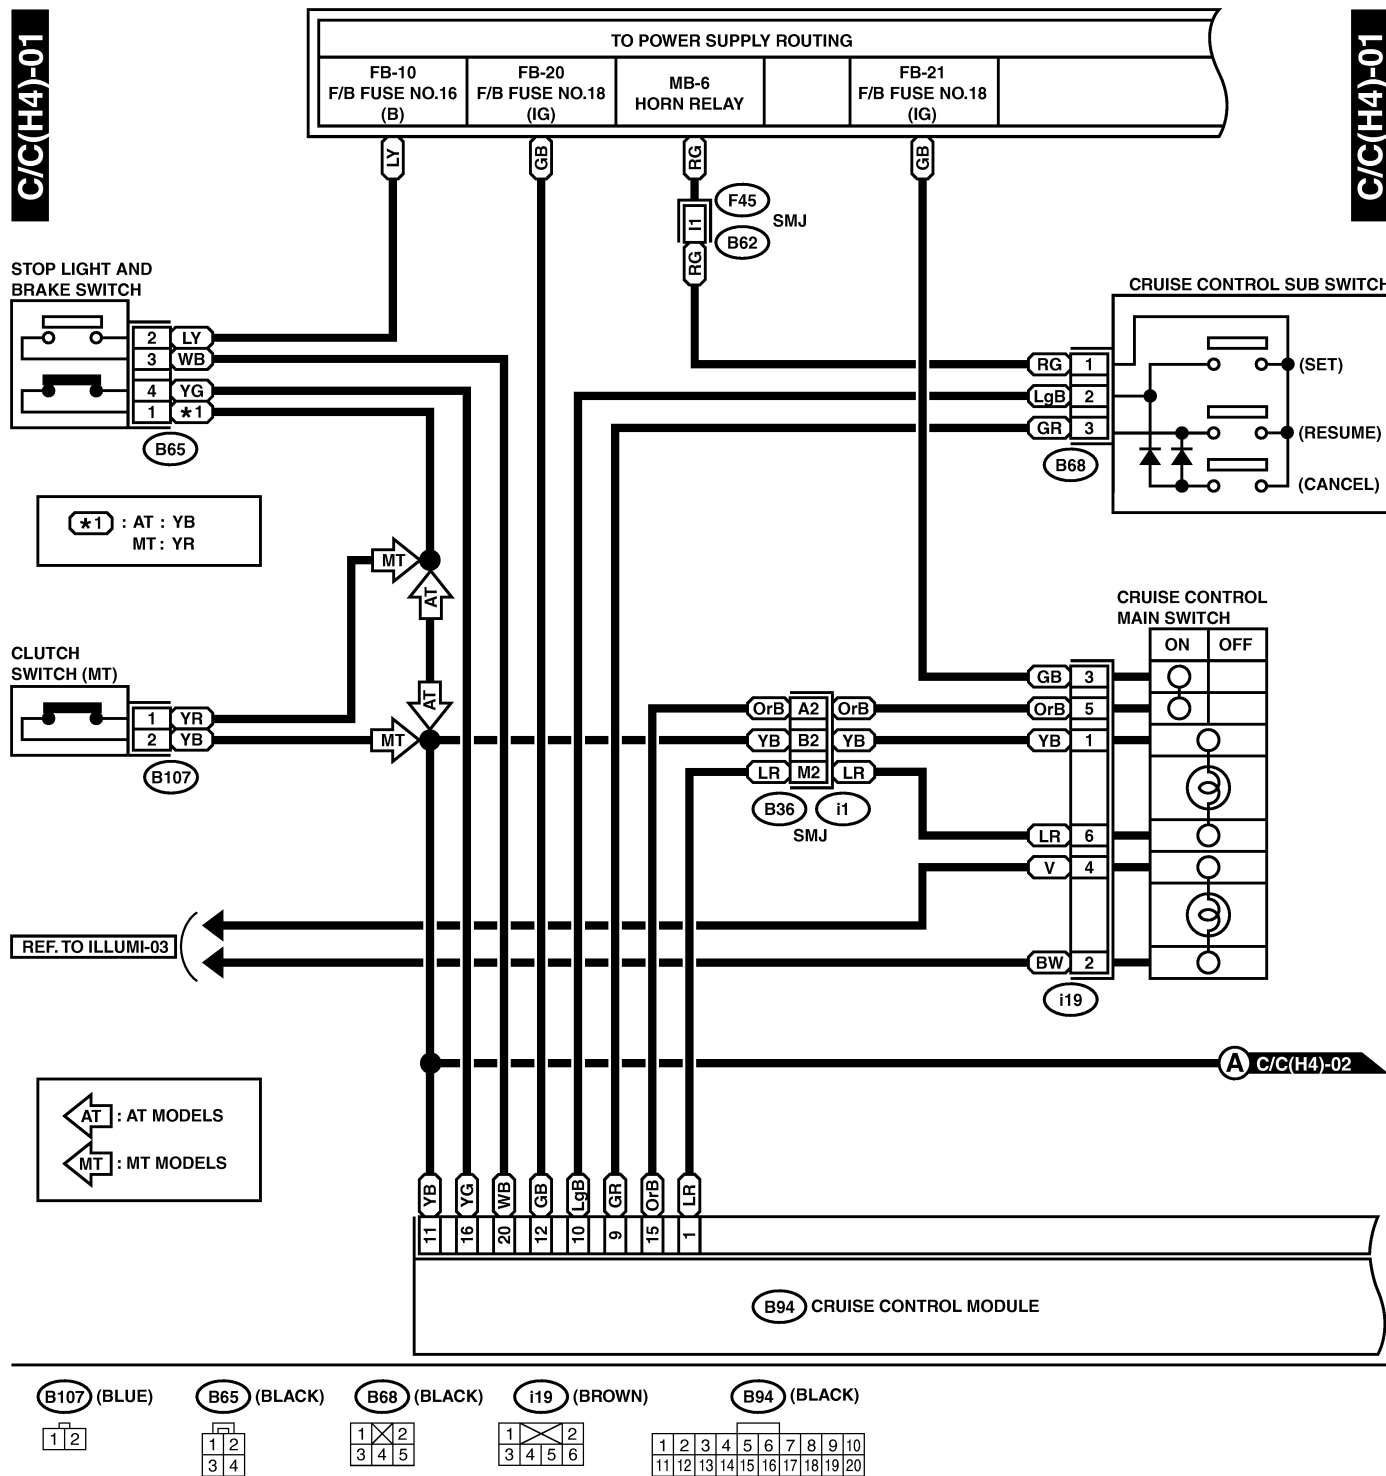 C/C(H4)-01
C/C(H4)-01
TO POWER SUPPLY ROUTING
FB-10
F/B FUSE NO.16
(B)
FB-20
F/B FUSE NO.18
(IG)
MB-6
HORN RELAY
FB-21
F/B FUSE NO.18
(IG)
LY
GB
RG
GB
F45
I1
SMJ
B62
RG
STOP LIGHT AND
BRAKE SWITCH
2 LY
3 WB
4 YG
1 *1
B65
CRUISE CONTROL SUB SWITCH
RG 1
LgB 2
GR 3
B68
(SET)
(RESUME)
(CANCEL)
*1 : AT : YB
MT : YR
MT
AT
CLUTCH
SWITCH (MT)
1 YR
2 YB
B107
AT
MT
CRUISE CONTROL
MAIN SWITCH
ON OFF
OrB A2 OrB
YB B2 YB
LR M2 LR
B36 i1
SMJ
GB 3
OrB 5
YB 1
LR 6
V 4
BW 2
i19
REF. TO ILLUMI-03
A C/C(H4)-02
AT : AT MODELS
MT : MT MODELS
YB YG WB GB LgB GR OrB LR
11 16 20 12 10 9 15 1
B94 CRUISE CONTROL MODULE
B107 (BLUE)
1 2
B65 (BLACK)
1 2
3 4
B68 (BLACK)
1 2
3 4 5
i19 (BROWN)
1 2
3 4 5 6
B94 (BLACK)
1 2 3 4 5 6 7 8 9 10
11 12 13 14 15 16 17 18 19 20